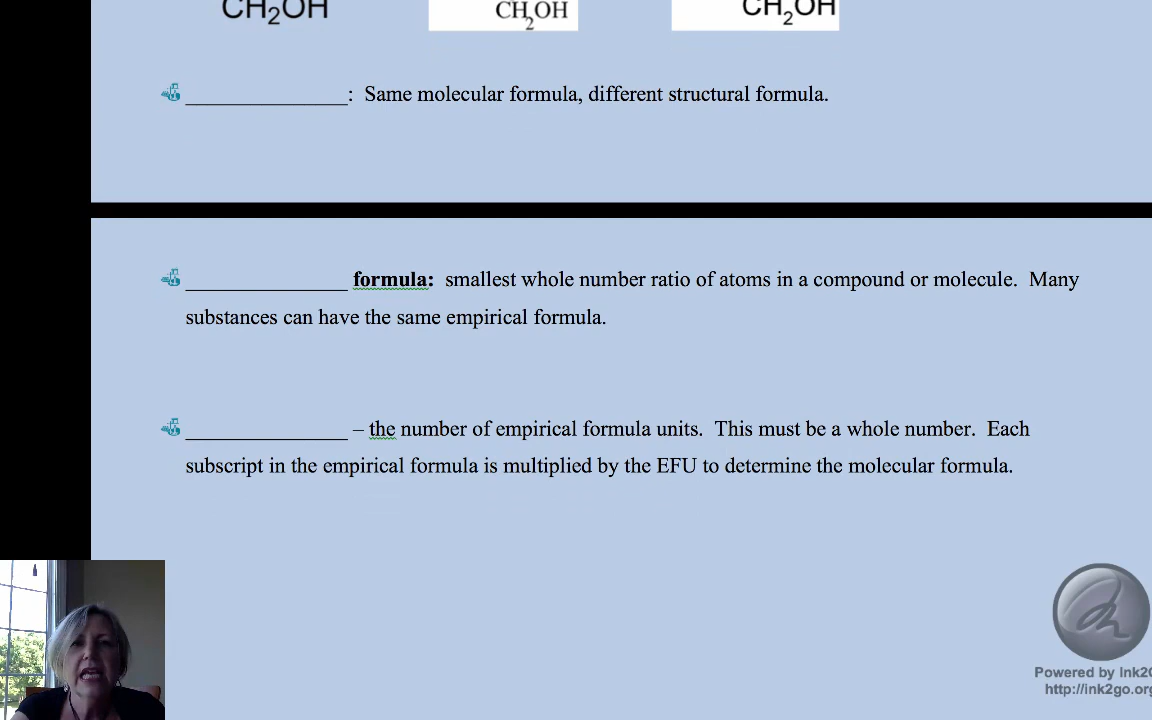 CH2OH CH2OH CH2OH
_______________: Same molecular formula, different structural formula.
_______________ formula: smallest whole number ratio of atoms in a compound or molecule. Many
substances can have the same empirical formula.
_______________ – the number of empirical formula units. This must be a whole number. Each
subscript in the empirical formula is multiplied by the EFU to determine the molecular formula.
Powered by Ink2G
http://ink2go.org